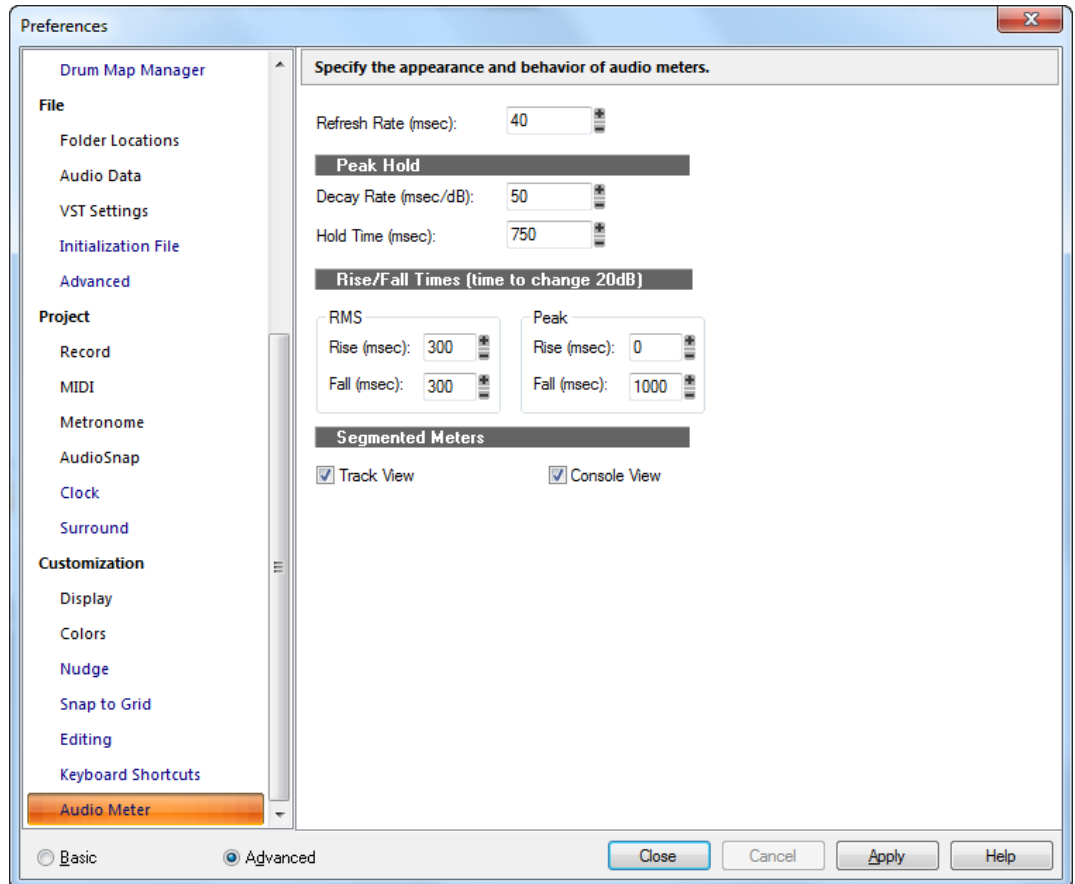 Preferences
Drum Map Manager
File
Folder Locations
Audio Data
VST Settings
Initialization File
Advanced
Project
Record
MIDI
Metronome
AudioSnap
Clock
Surround
Customization
Display
Colors
Nudge
Snap to Grid
Editing
Keyboard Shortcuts
Audio Meter
Specify the appearance and behavior of audio meters.
Refresh Rate (msec): 40
Peak Hold
Decay Rate (msec/dB): 50
Hold Time (msec): 750
Rise/Fall Times (time to change 20dB)
RMS
Rise (msec): 300
Fall (msec): 300
Peak
Rise (msec): 0
Fall (msec): 1000
Segmented Meters
Track View
Console View
Basic
Advanced
Close
Cancel
Apply
Help